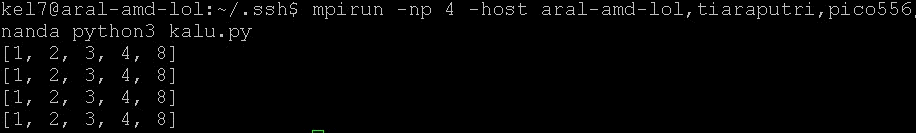 kel7@aral-amd-lol:~/.ssh$ mpirun -np 4 -host aral-amd-lol,tiaraputri,pico556,
nanda python3 kalu.py
[1, 2, 3, 4, 8]
[1, 2, 3, 4, 8]
[1, 2, 3, 4, 8]
[1, 2, 3, 4, 8]